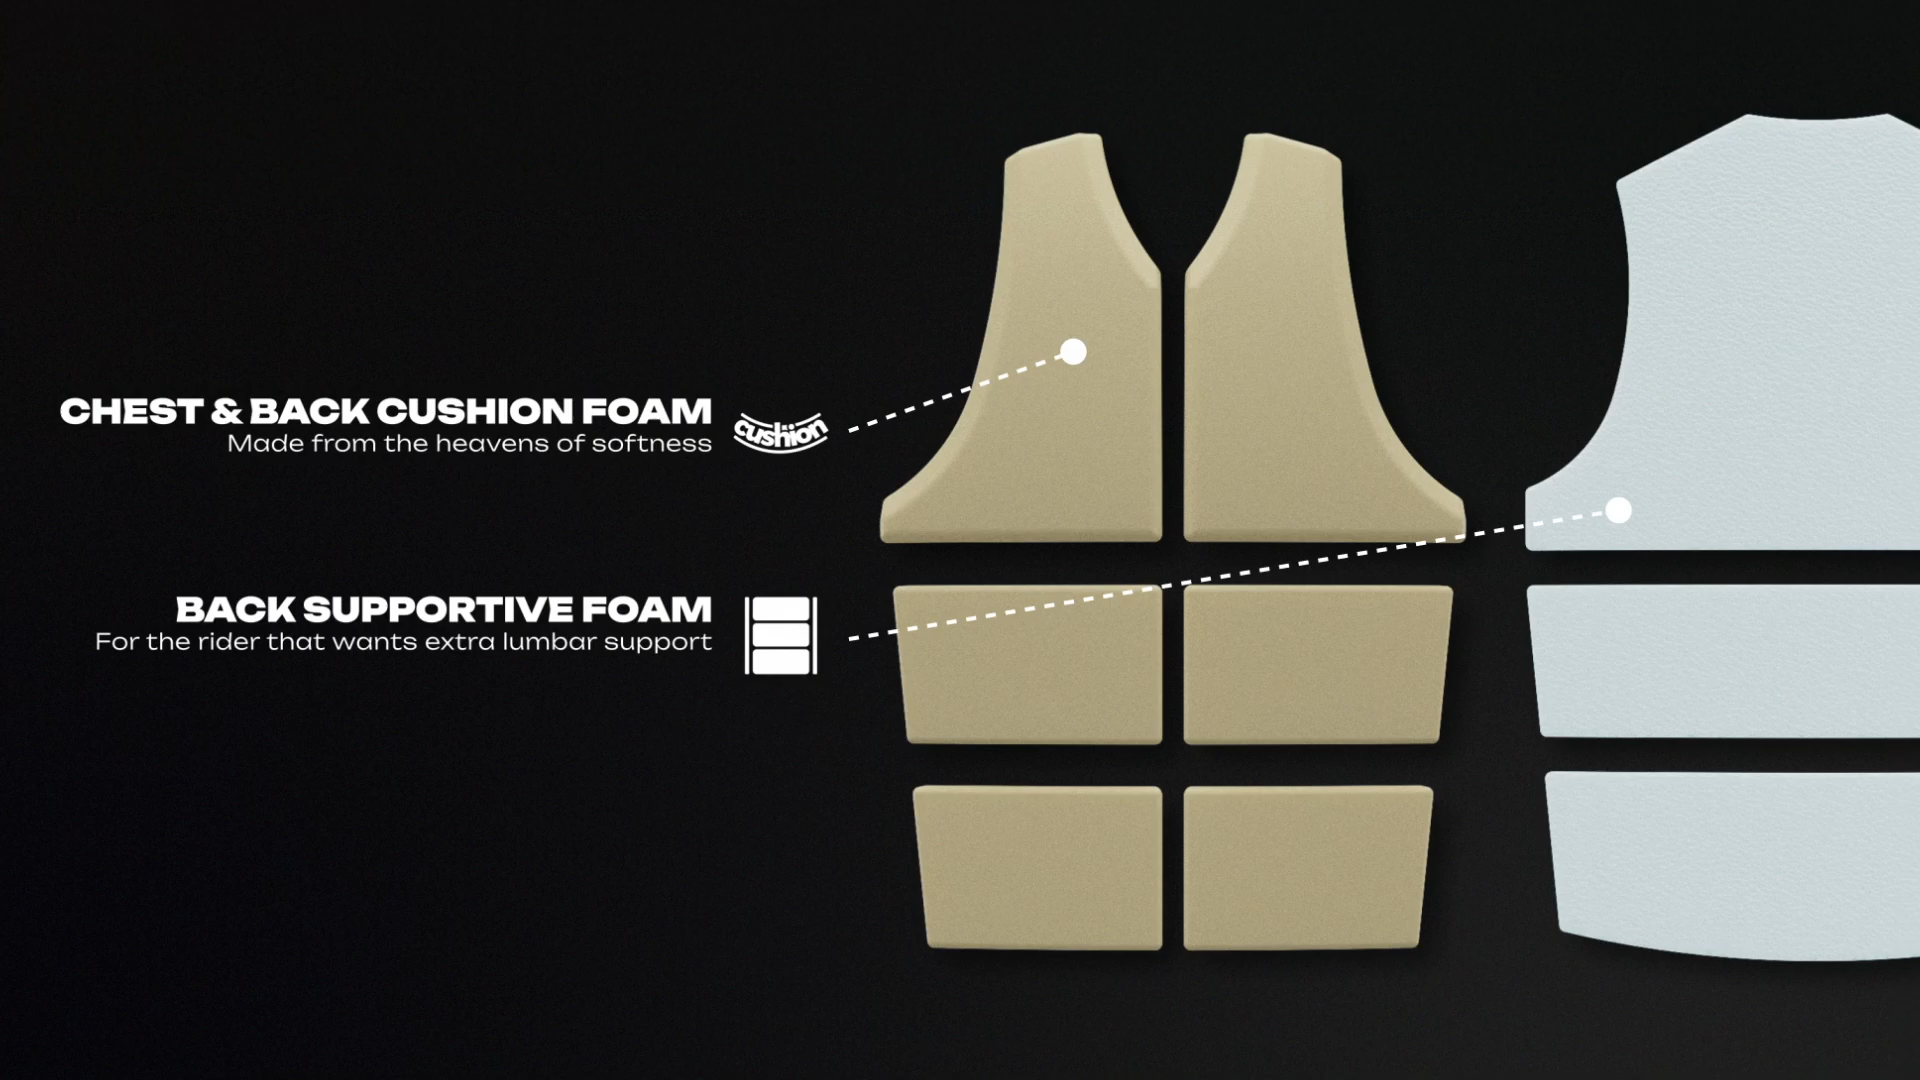 CHEST & BACK CUSHION FOAM
Made from the heavens of softness
cushion
BACK SUPPORTIVE FOAM
For the rider that wants extra lumbar support